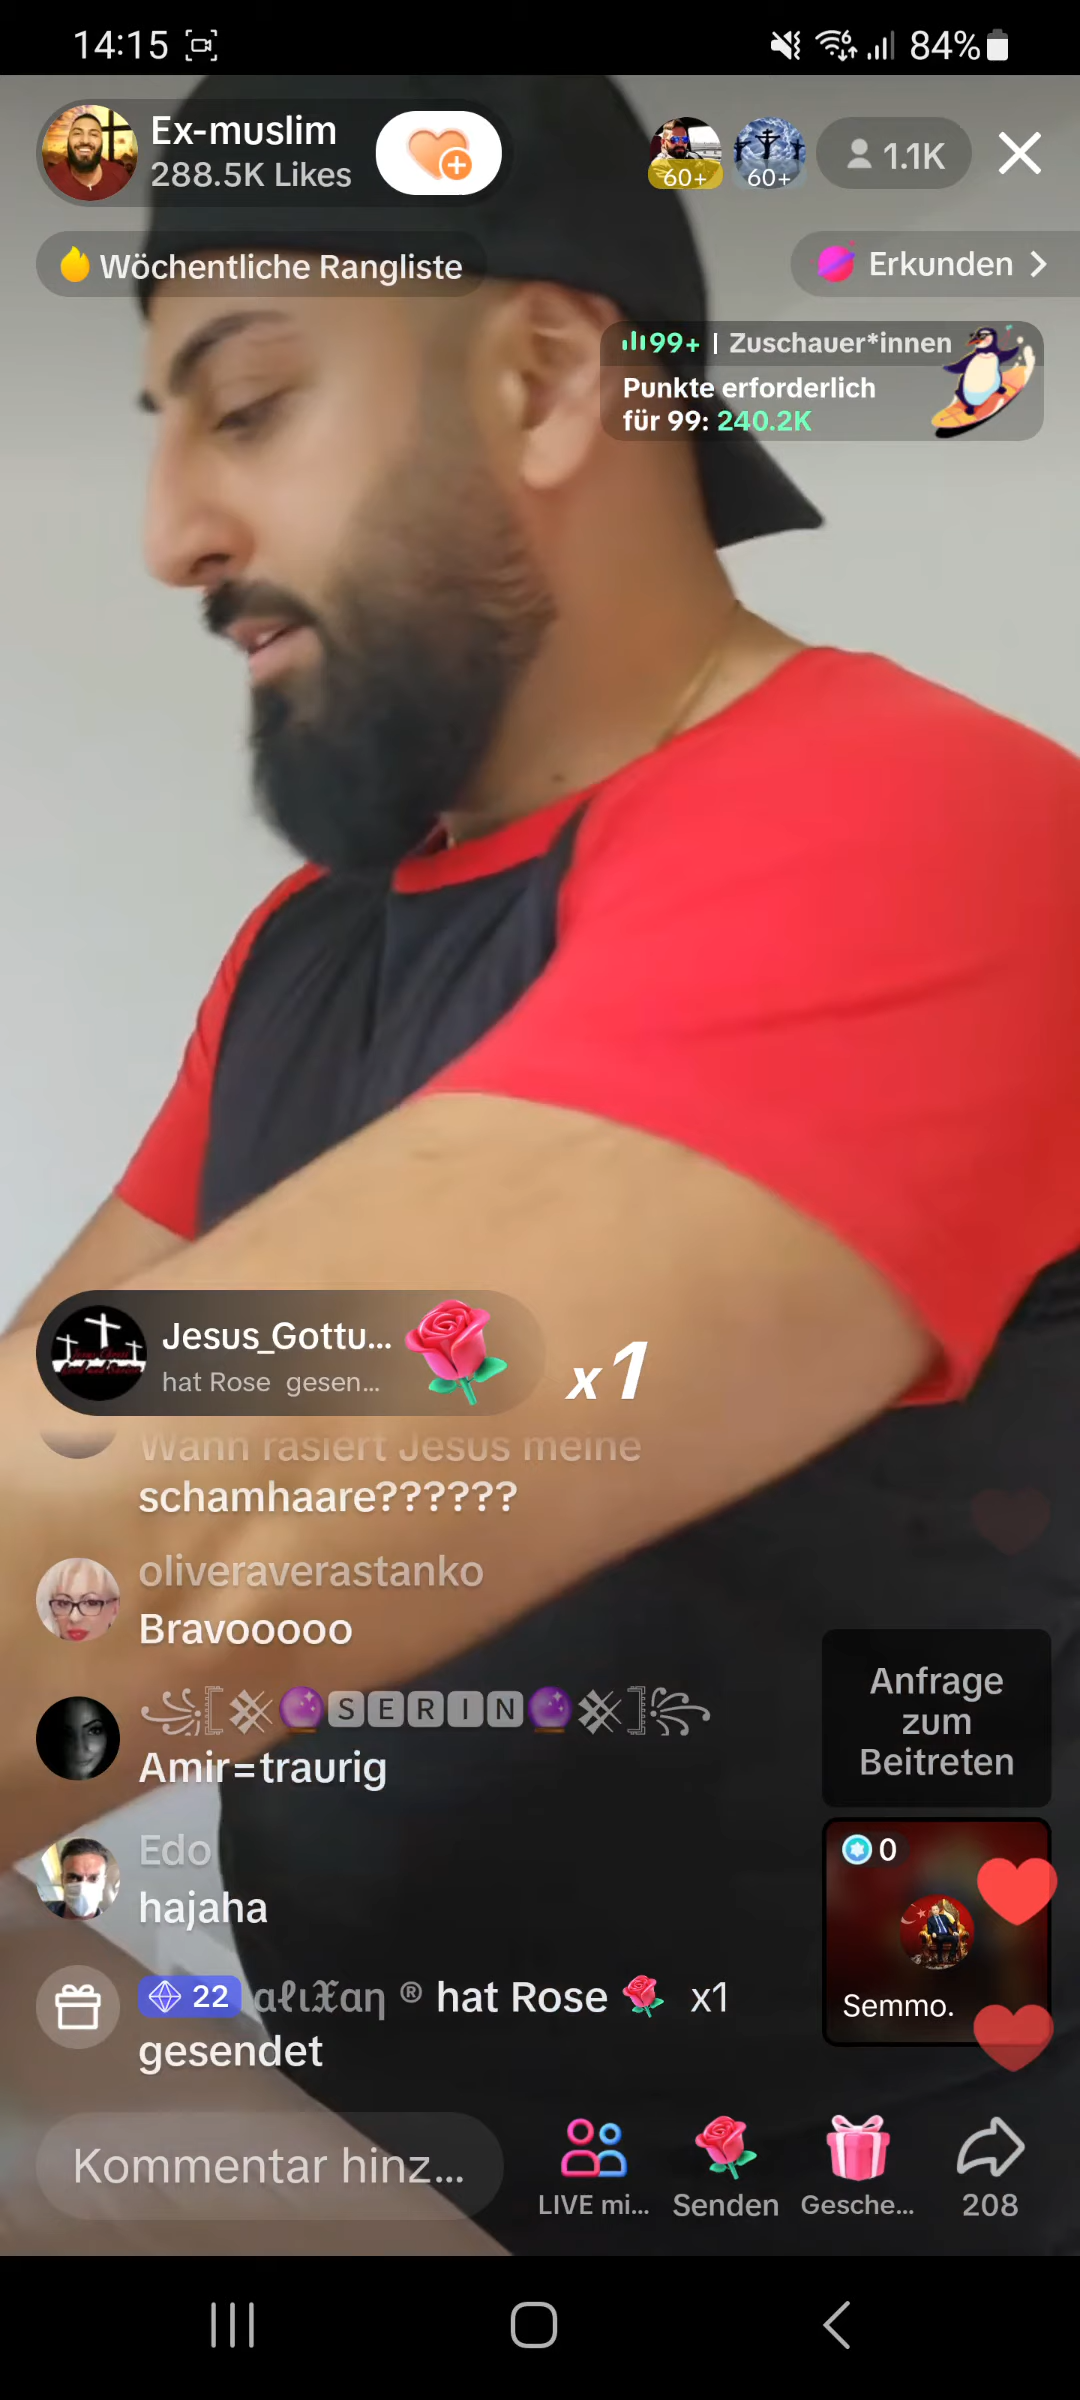 14:15
84%
Ex-muslim
288.5K Likes
60+
60+
1.1K
Wöchentliche Rangliste
Erkunden
99+ | Zuschauer*innen
Punkte erforderlich
für 99: 240.2K
Jesus_Gottu...
hat Rose gesen...
x1
Wann rasiert Jesus meine
schamhaare??????
oliveraverastanko
Bravooooo
SERIN
Amir=traurig
Edo
hajaha
22 αℓιXαη ® hat Rose x1
gesendet
Anfrage
zum
Beitreten
0
Semmo.
Kommentar hinz...
LIVE mi...
Senden
Gesche...
208